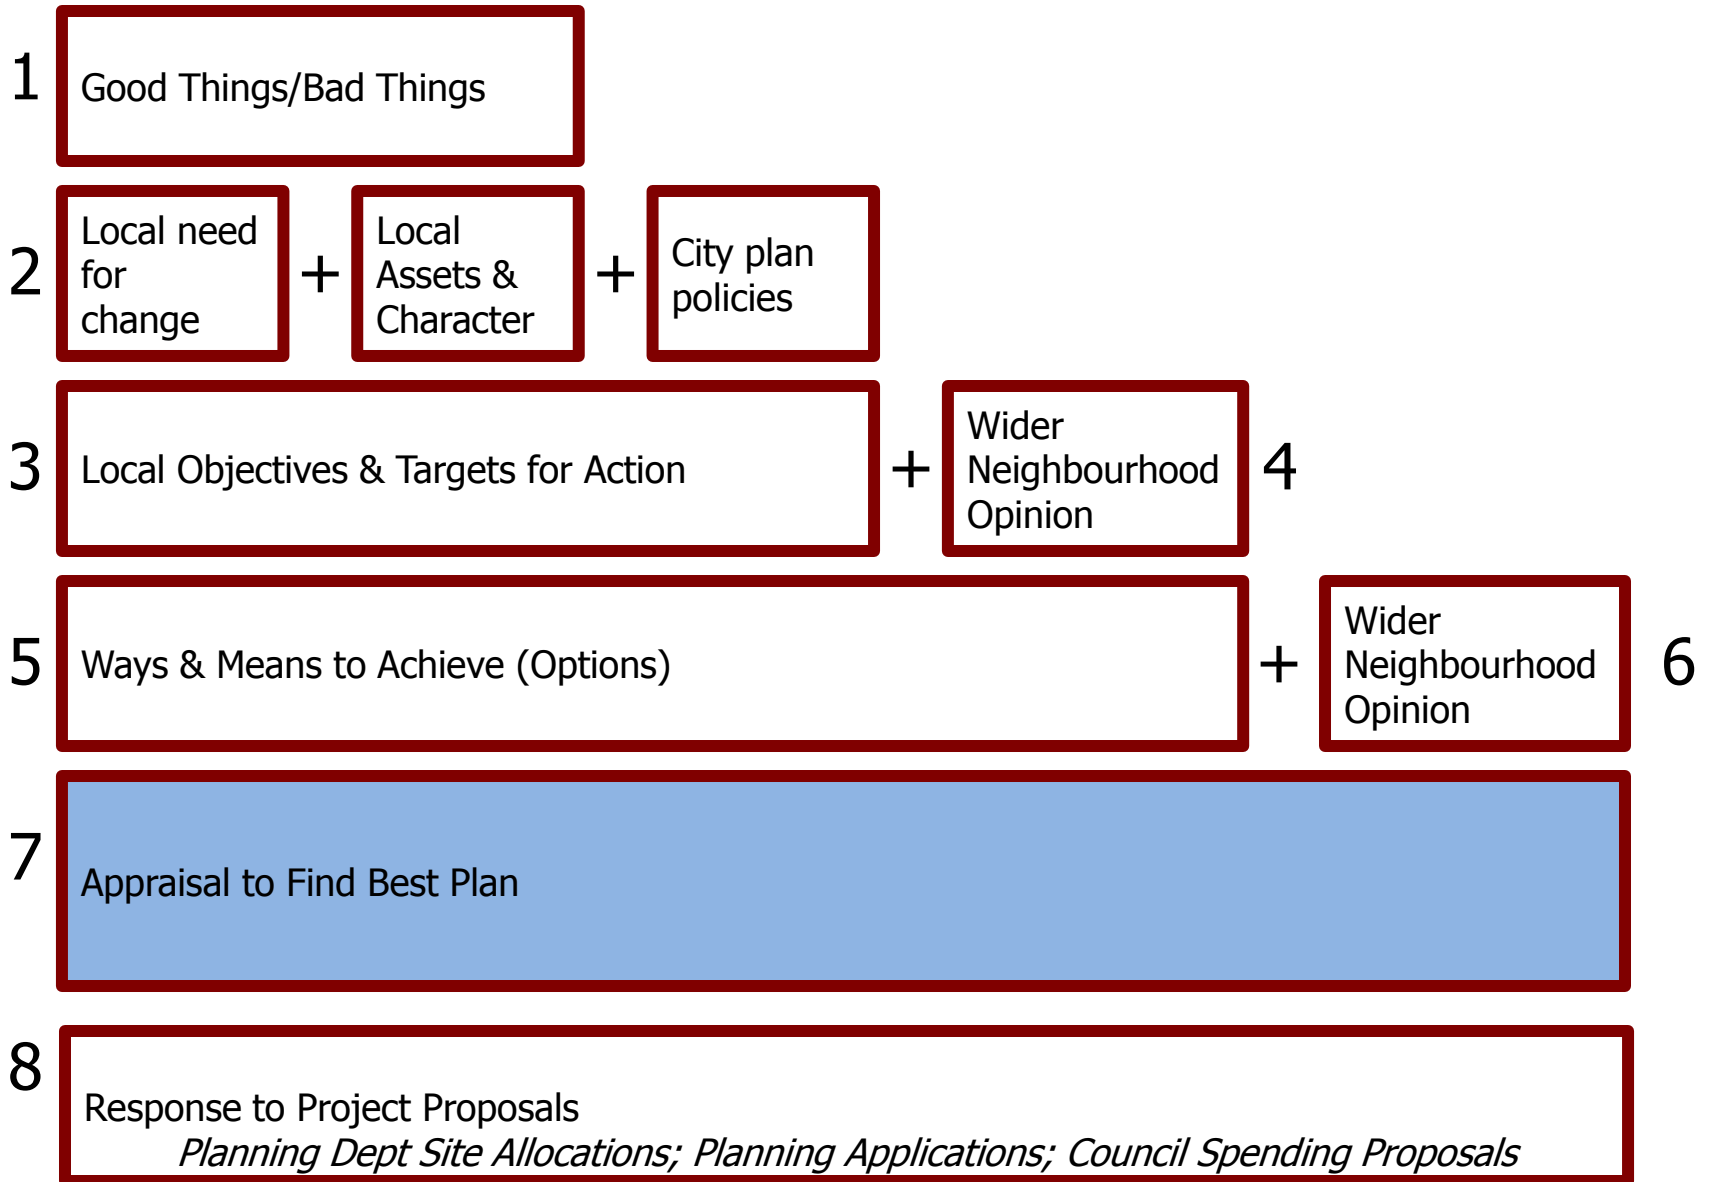 1
Good Things/Bad Things
2
Local need
for
change
+
Local
Assets &
Character
+
City plan
policies
3
Local Objectives & Targets for Action
+
Wider
Neighbourhood
Opinion
4
5
Ways & Means to Achieve (Options)
+
Wider
Neighbourhood
Opinion
6
7
Appraisal to Find Best Plan
8
Response to Project Proposals
Planning Dept Site Allocations; Planning Applications; Council Spending Proposals